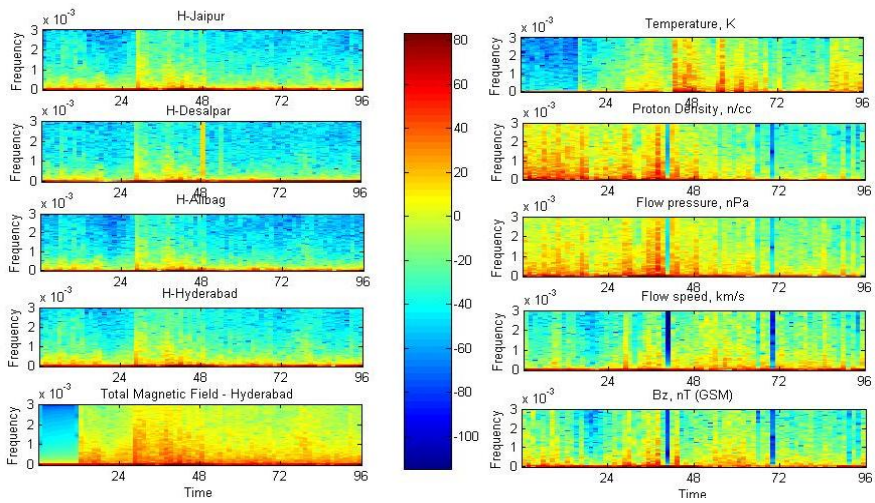 H-Jaipur
x 10⁻³
Frequency
3
2
1
0
24 48 72 96
H-Desalpar
x 10⁻³
Frequency
3
2
1
0
24 48 72 96
H-Alibag
x 10⁻³
Frequency
3
2
1
0
24 48 72 96
H-Hyderabad
x 10⁻³
Frequency
3
2
1
0
24 48 72 96
Total Magnetic Field - Hyderabad
x 10⁻³
Frequency
3
2
1
0
24 48 72 96
Time
80
60
40
20
0
-20
-40
-60
-80
-100
Temperature, K
x 10⁻³
Frequency
3
2
1
0
24 48 72 96
Proton Density, n/cc
x 10⁻³
Frequency
3
2
1
0
24 48 72 96
Flow pressure, nPa
x 10⁻³
Frequency
3
2
1
0
24 48 72 96
Flow speed, km/s
x 10⁻³
Frequency
3
2
1
0
24 48 72 96
Bz, nT (GSM)
x 10⁻³
Frequency
3
2
1
0
24 48 72 96
Time